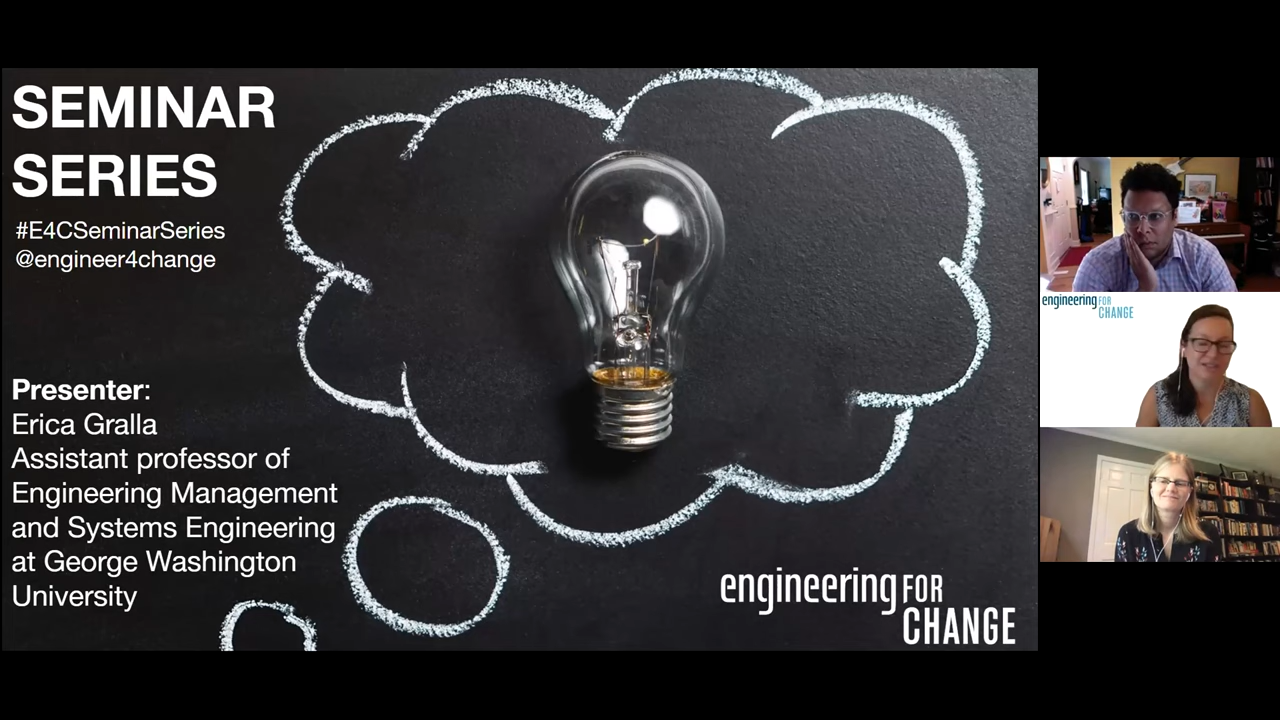 SEMINAR
SERIES
#E4CSeminarSeries
@engineer4change
Presenter:
Erica Gralla
Assistant professor of
Engineering Management
and Systems Engineering
at George Washington
University
engineering FOR
CHANGE
engineering FOR
CHANGE